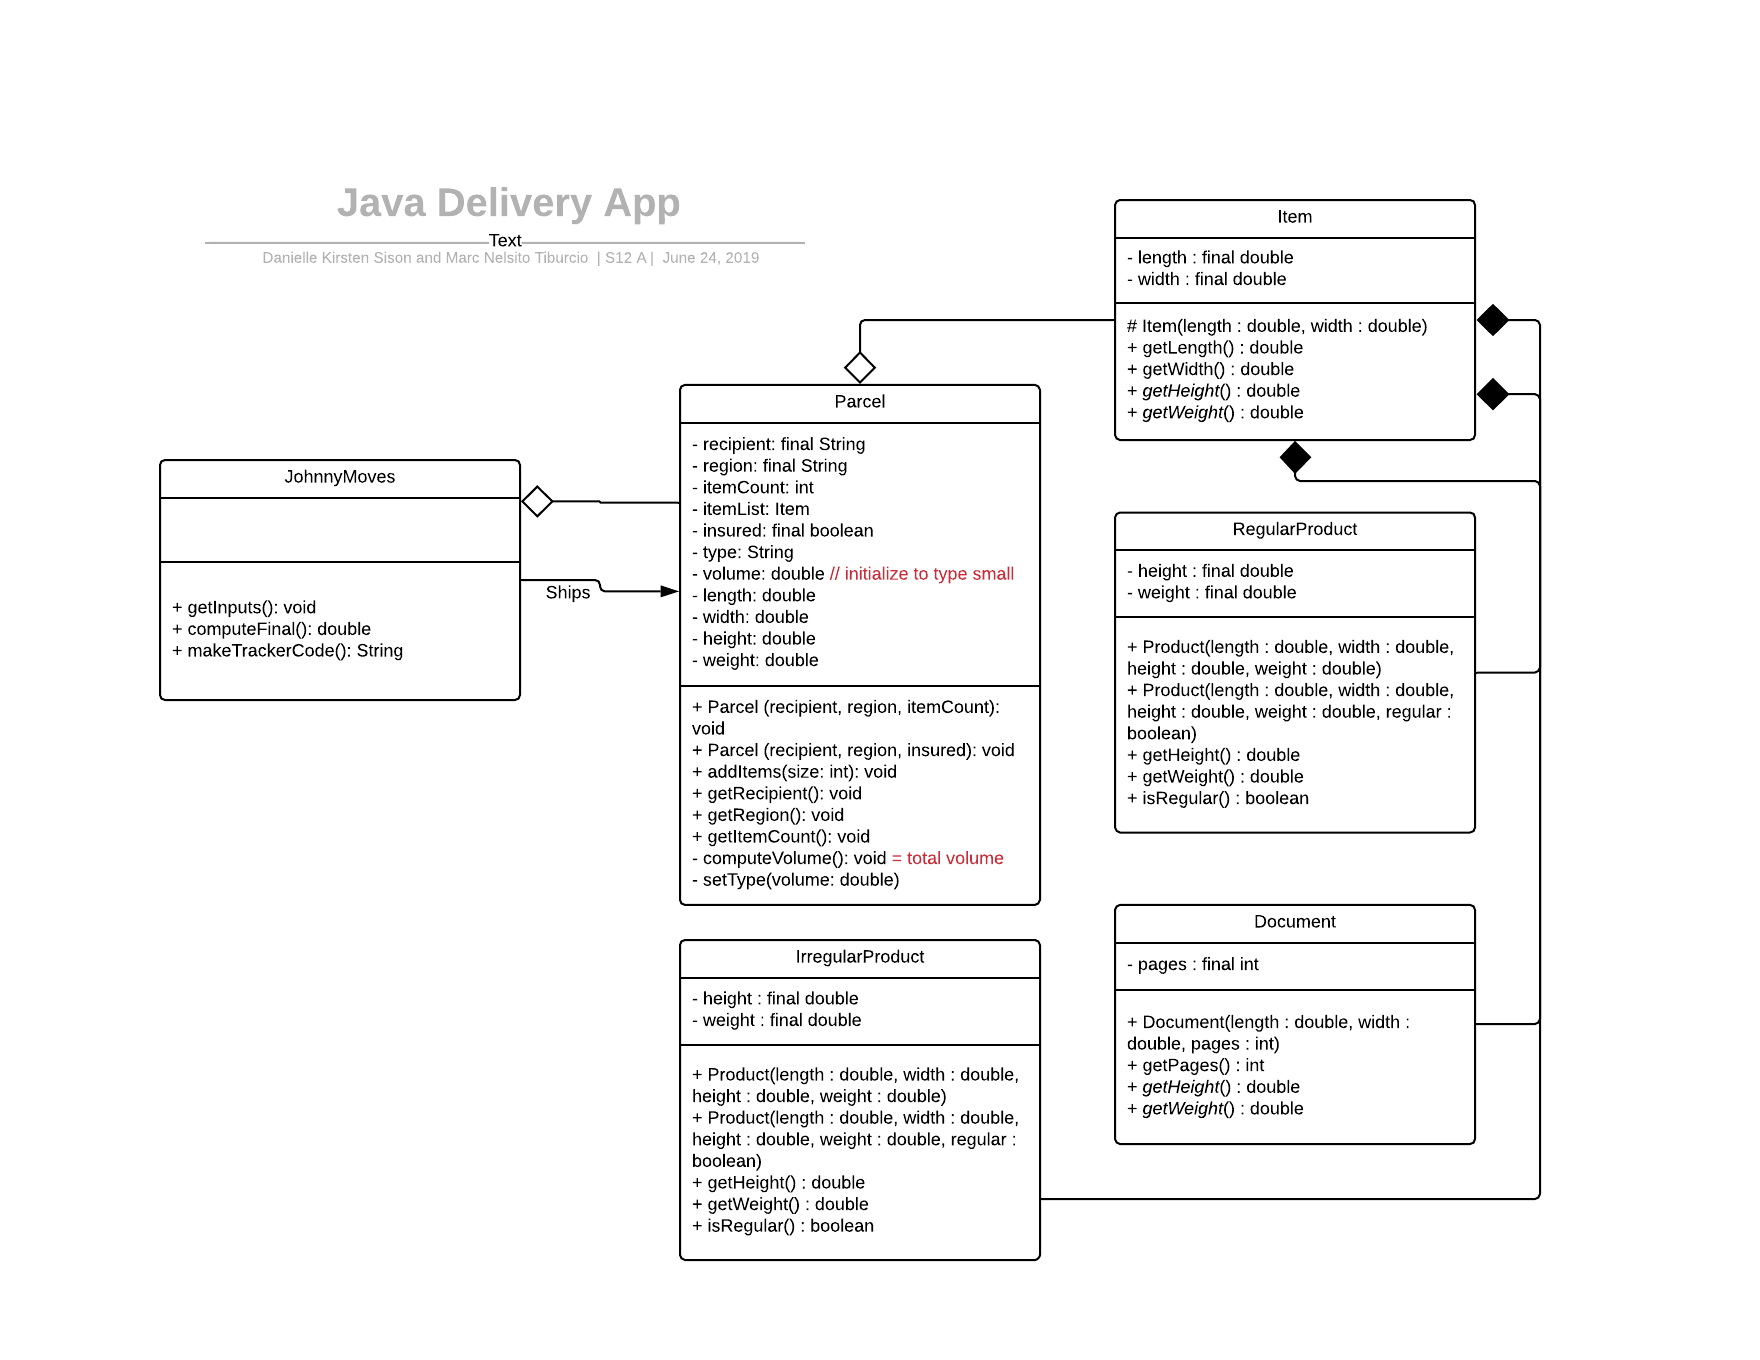 Java Delivery App
Text
Danielle Kirsten Sison and Marc Nelsito Tiburcio | S12 A | June 24, 2019
Item
- length : final double
- width : final double
# Item(length : double, width : double)
+ getLength() : double
+ getWidth() : double
+ getHeight() : double
+ getWeight() : double
Parcel
- recipient: final String
- region: final String
- itemCount: int
- itemList: Item
- insured: final boolean
- type: String
- volume: double // initialize to type small
- length: double
- width: double
- height: double
- weight: double
+ Parcel (recipient, region, itemCount):
void
+ Parcel (recipient, region, insured): void
+ addItems(size: int): void
+ getRecipient(): void
+ getRegion(): void
+ getItemCount(): void
- computeVolume(): void = total volume
- setType(volume: double)
JohnnyMoves
+ getInputs(): void
+ computeFinal(): double
+ makeTrackerCode(): String
Ships
RegularProduct
- height : final double
- weight : final double
+ Product(length : double, width : double,
height : double, weight : double)
+ Product(length : double, width : double,
height : double, weight : double, regular :
boolean)
+ getHeight() : double
+ getWeight() : double
+ isRegular() : boolean
Document
- pages : final int
+ Document(length : double, width :
double, pages : int)
+ getPages() : int
+ getHeight() : double
+ getWeight() : double
IrregularProduct
- height : final double
- weight : final double
+ Product(length : double, width : double,
height : double, weight : double)
+ Product(length : double, width : double,
height : double, weight : double, regular :
boolean)
+ getHeight() : double
+ getWeight() : double
+ isRegular() : boolean